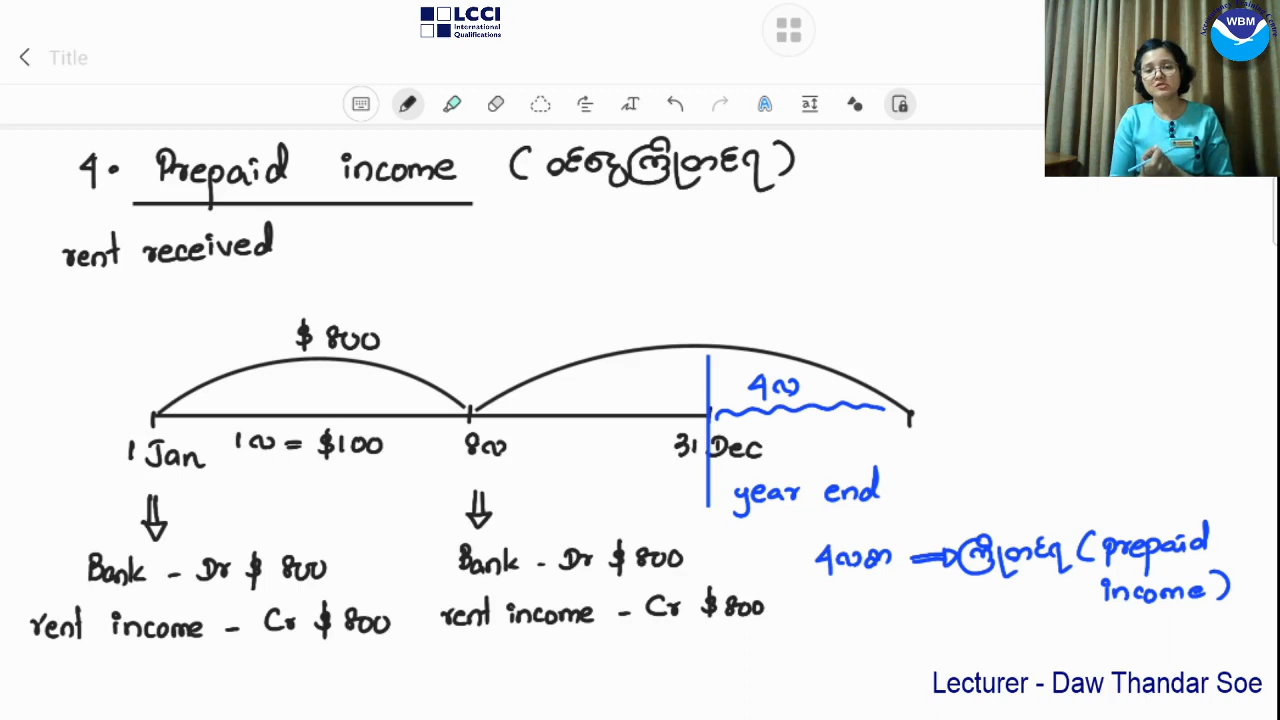 LCCI
International
Qualifications
WBM
Title
4. Prepaid income (ဝင်ငွေကြိုတင်ရ)
rent received
$ 800
4လ
1 Jan 1လ = $100 8လ 31 Dec
year end
Bank - Dr $ 800 Bank - Dr $ 800 4လစာ ⇒ ကြိုတင်ရ (prepaid
rent income - Cr $ 800 rent income - Cr $ 800 income)
Lecturer - Daw Thandar Soe